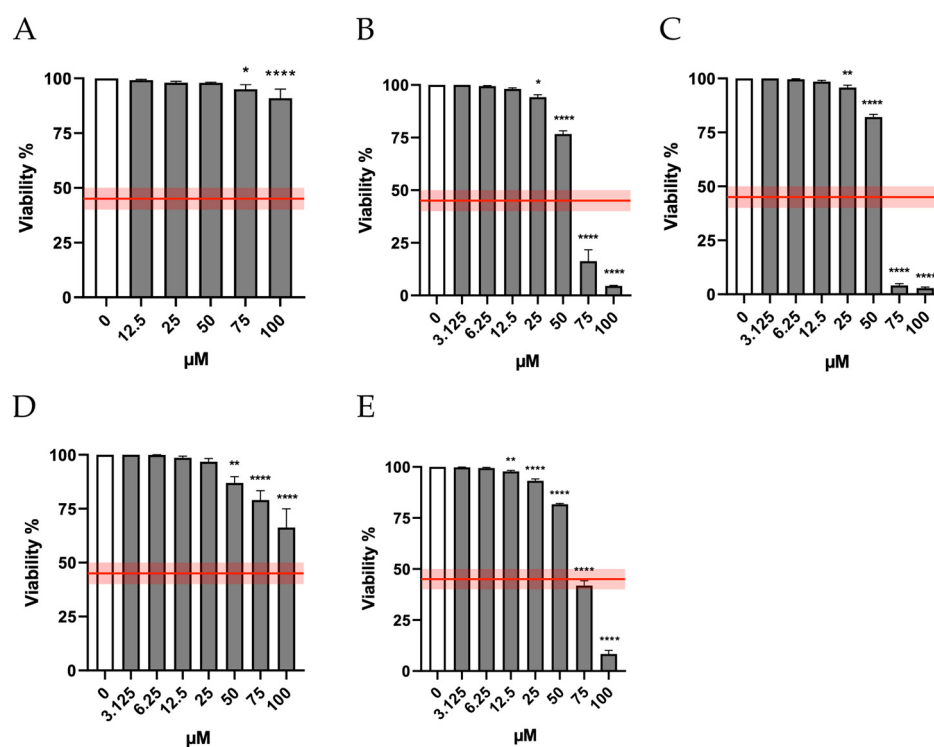 A
Viability %
100
75
50
25
0
* ****
0 12.5 25 50 75 100
µM
B
Viability %
100
75
50
25
0
* **** **** ****
0 3.125 6.25 12.5 25 50 75 100
µM
C
Viability %
100
75
50
25
0
** **** **** ****
0 3.125 6.25 12.5 25 50 75 100
µM
D
Viability %
100
75
50
25
0
** **** ****
0 3.125 6.25 12.5 25 50 75 100
µM
E
Viability %
100
75
50
25
0
** **** **** **** ****
0 3.125 6.25 12.5 25 50 75 100
µM